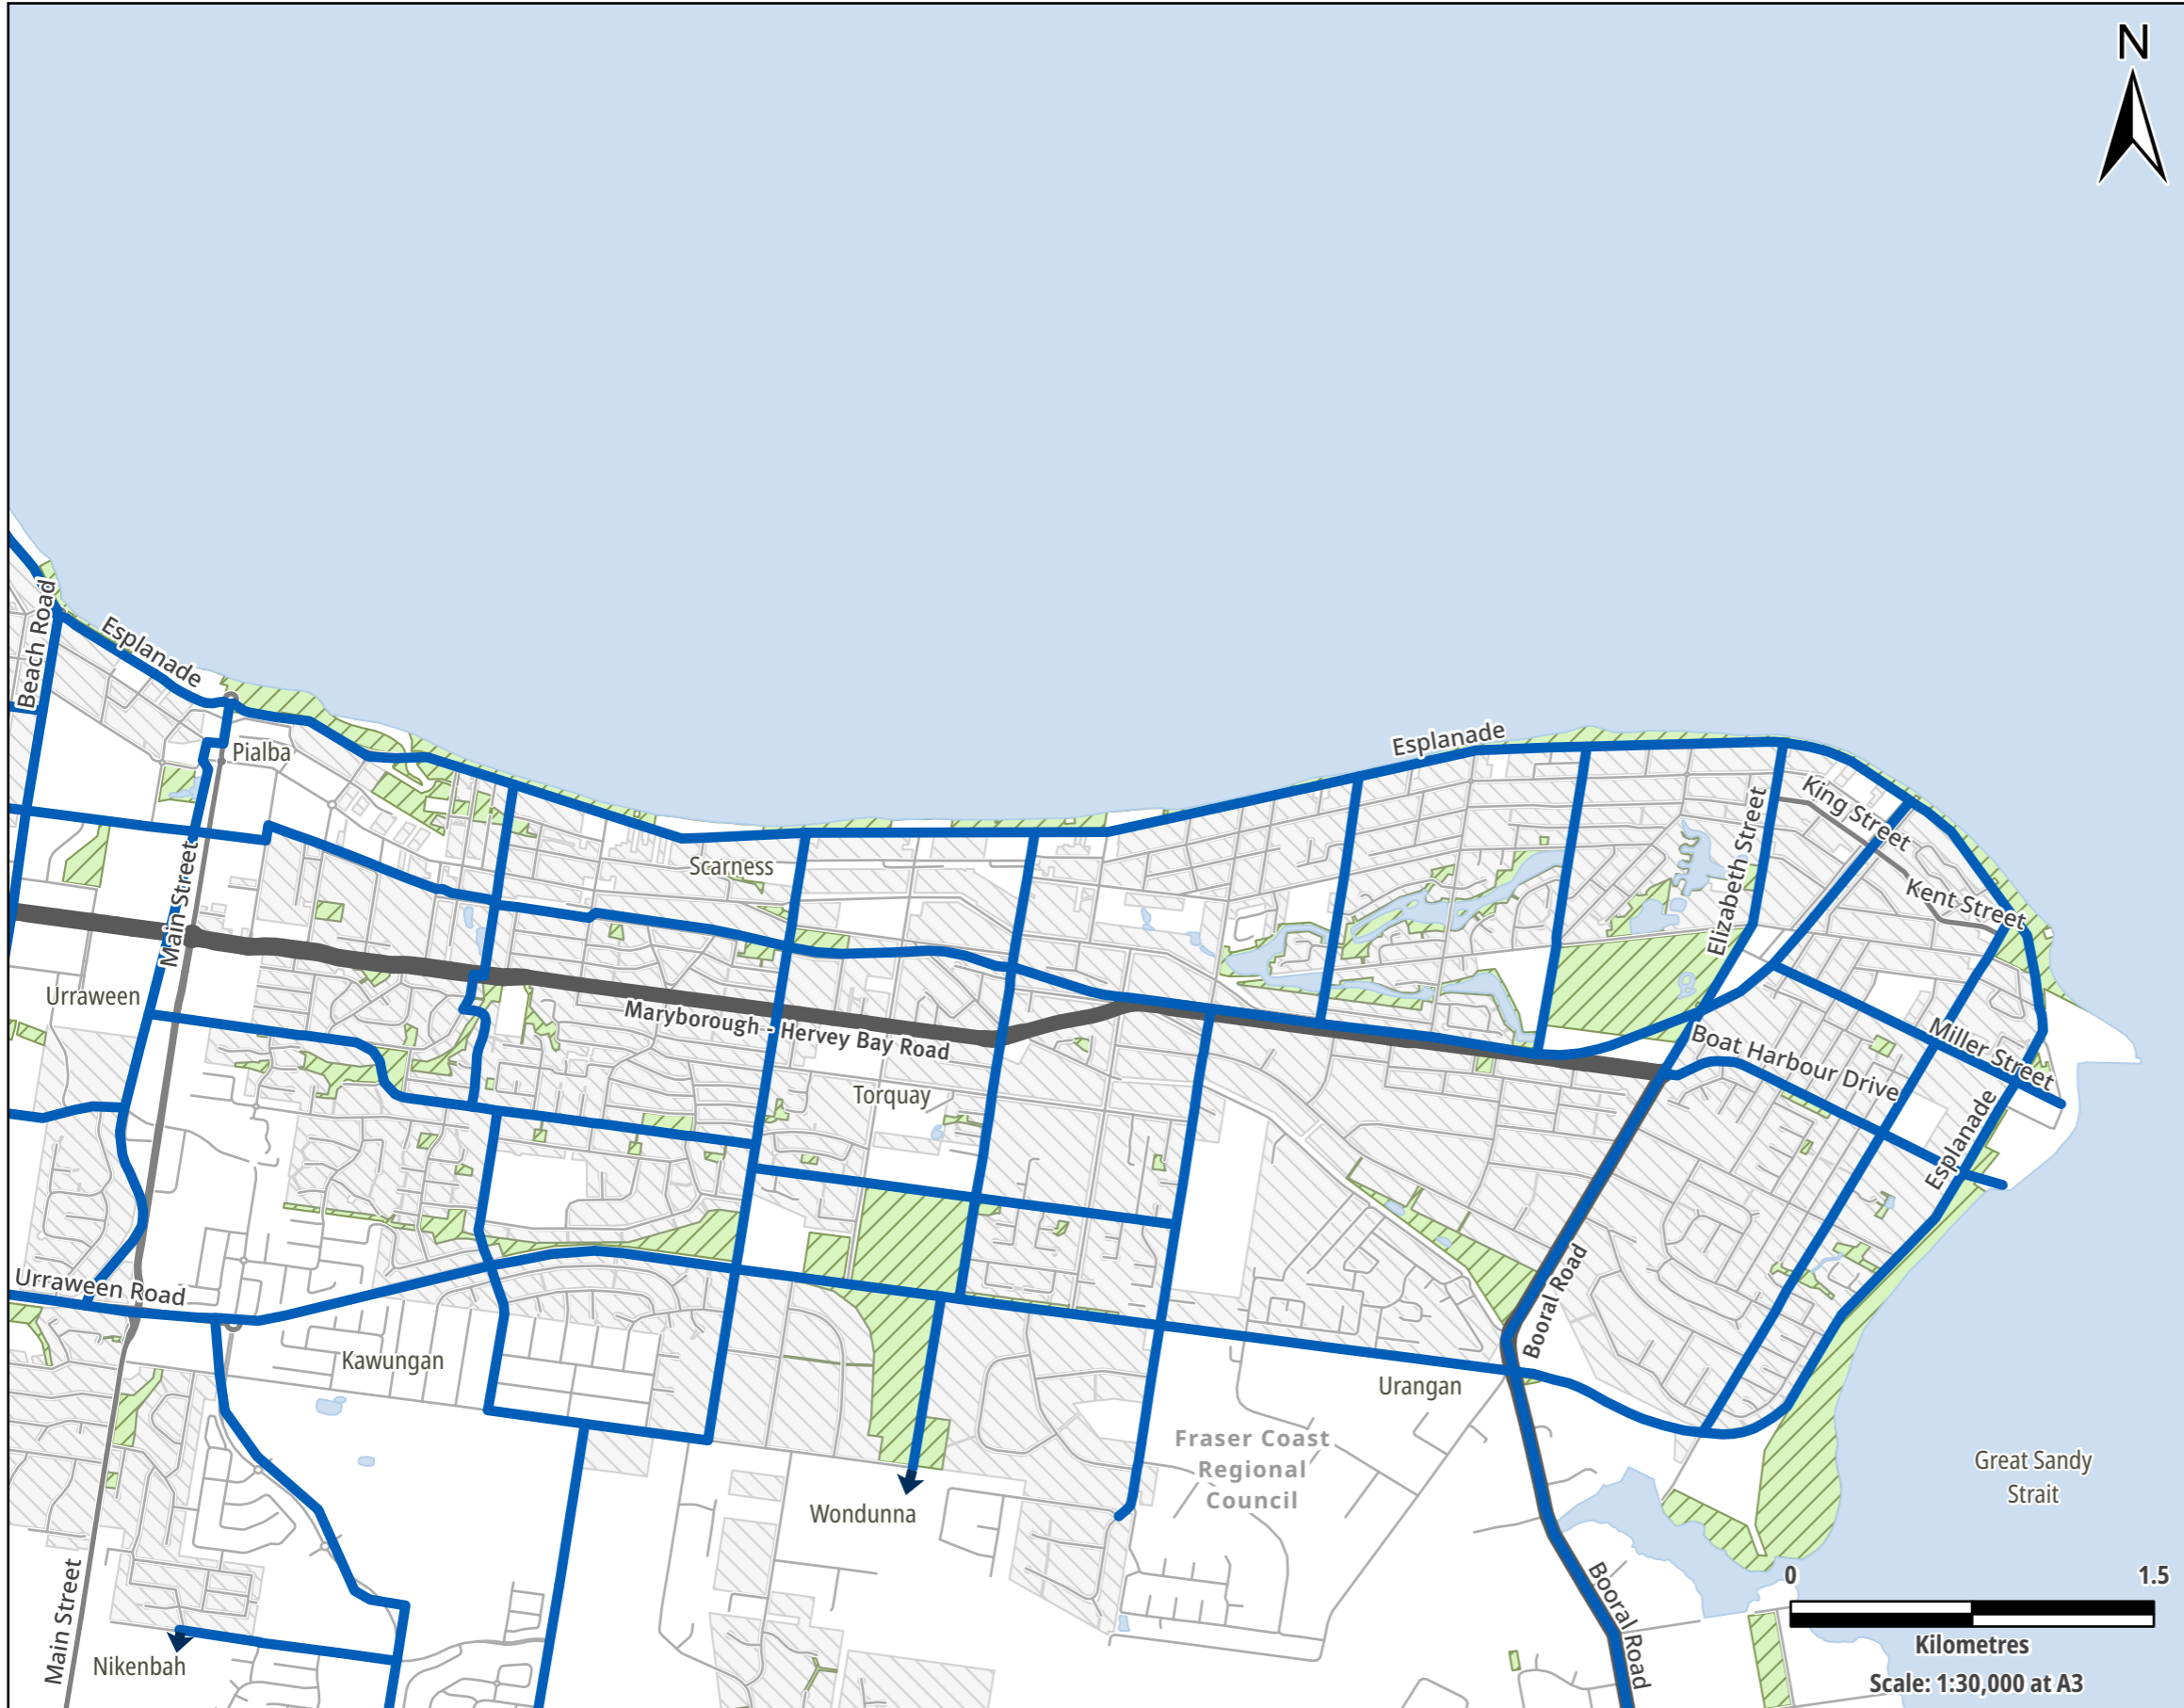 N
Beach Road
Esplanade
Pialba
Esplanade
Scarness
King Street
Kent Street
Elizabeth Street
Main Street
Urraween
Maryborough - Hervey Bay Road
Torquay
Boat Harbour Drive
Miller Street
Esplanade
Urraween Road
Booral Road
Kawungan
Urangan
Fraser Coast
Regional
Council
Great Sandy
Strait
Wondunna
Booral Road
Main Street
Nikenbah
0 1.5
Kilometres
Scale: 1:30,000 at A3